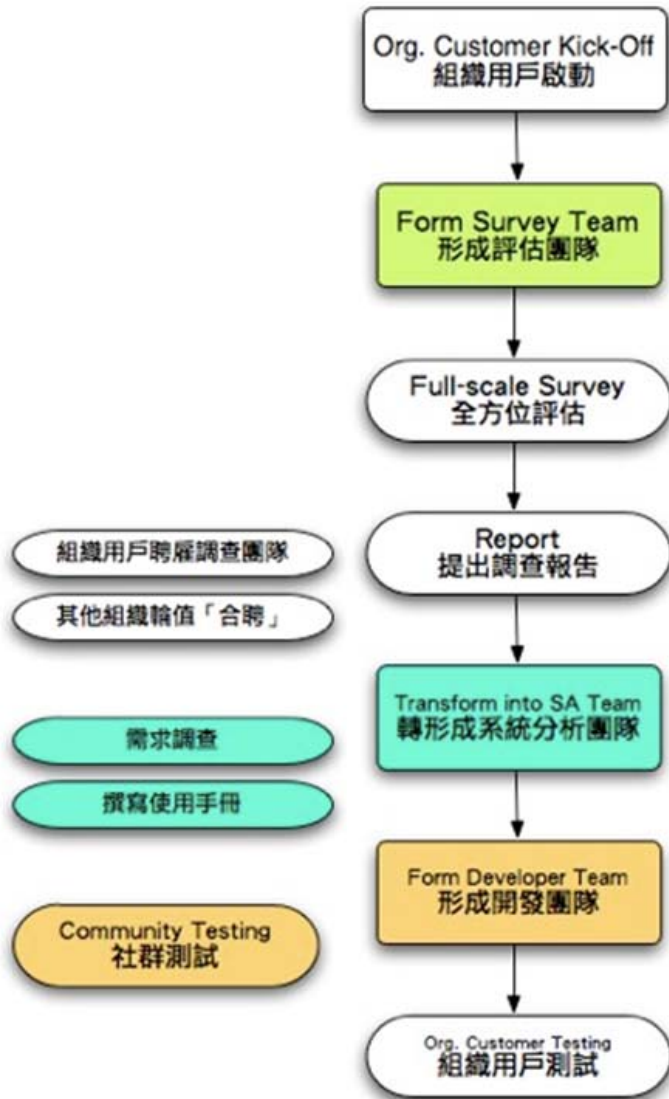 Org. Customer Kick-Off
組織用戶啟動
Form Survey Team
形成評估團隊
Full-scale Survey
全方位評估
Report
提出調查報告
組織用戶聘雇調查團隊
其他組織輪值「合聘」
Transform into SA Team
轉形成系統分析團隊
需求調查
撰寫使用手冊
Form Developer Team
形成開發團隊
Community Testing
社群測試
Org. Customer Testing
組織用戶測試